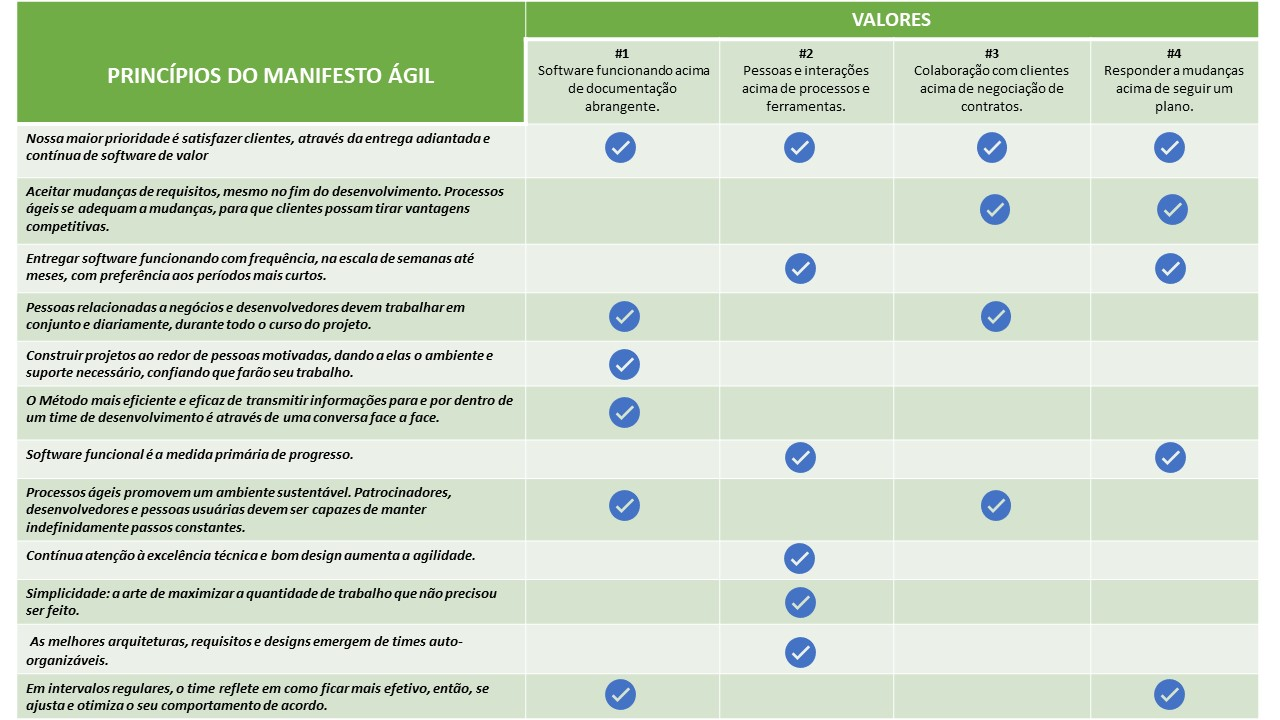 PRINCÍPIOS DO MANIFESTO ÁGIL
VALORES
#1
Software funcionando acima
de documentação
abrangente.
#2
Pessoas e interações
acima de processos e
ferramentas.
#3
Colaboração com clientes
acima de negociação de
contratos.
#4
Responder a mudanças
acima de seguir um
plano.
Nossa maior prioridade é satisfazer clientes, através da entrega adiantada e
contínua de software de valor
Aceitar mudanças de requisitos, mesmo no fim do desenvolvimento. Processos
ágeis se adequam a mudanças, para que clientes possam tirar vantagens
competitivas.
Entregar software funcionando com frequência, na escala de semanas até
meses, com preferência aos períodos mais curtos.
Pessoas relacionadas a negócios e desenvolvedores devem trabalhar em
conjunto e diariamente, durante todo o curso do projeto.
Construir projetos ao redor de pessoas motivadas, dando a elas o ambiente e
suporte necessário, confiando que farão seu trabalho.
O Método mais eficiente e eficaz de transmitir informações para e por dentro de
um time de desenvolvimento é através de uma conversa face a face.
Software funcional é a medida primária de progresso.
Processos ágeis promovem um ambiente sustentável. Patrocinadores,
desenvolvedores e pessoas usuárias devem ser capazes de manter
indefinidamente passos constantes.
Contínua atenção à excelência técnica e bom design aumenta a agilidade.
Simplicidade: a arte de maximizar a quantidade de trabalho que não precisou
ser feito.
As melhores arquiteturas, requisitos e designs emergem de times auto-
organizáveis.
Em intervalos regulares, o time reflete em como ficar mais efetivo, então, se
ajusta e otimiza o seu comportamento de acordo.